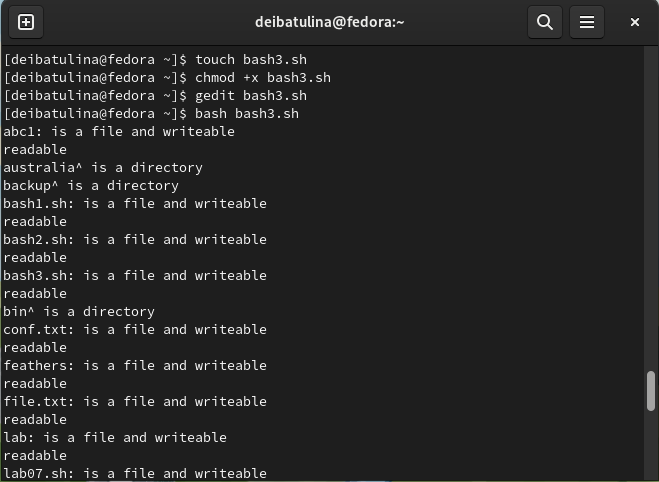 deibatulina@fedora:~
[deibatulina@fedora ~]$ touch bash3.sh
[deibatulina@fedora ~]$ chmod +x bash3.sh
[deibatulina@fedora ~]$ gedit bash3.sh
[deibatulina@fedora ~]$ bash bash3.sh
abc1: is a file and writeable
readable
australia^ is a directory
backup^ is a directory
bash1.sh: is a file and writeable
readable
bash2.sh: is a file and writeable
readable
bash3.sh: is a file and writeable
readable
bin^ is a directory
conf.txt: is a file and writeable
readable
feathers: is a file and writeable
readable
file.txt: is a file and writeable
readable
lab: is a file and writeable
readable
lab07.sh: is a file and writeable